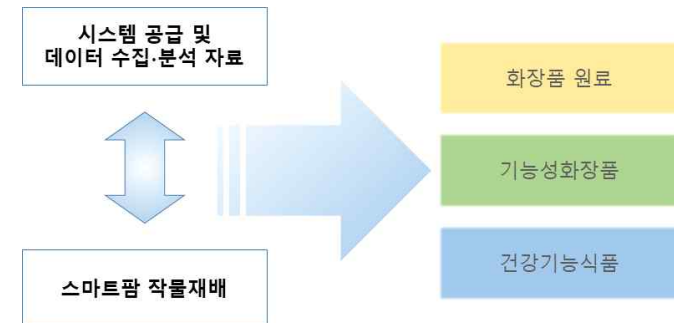 시스템 공급 및
데이터 수집·분석 자료
스마트팜 작물재배
화장품 원료
기능성화장품
건강기능식품